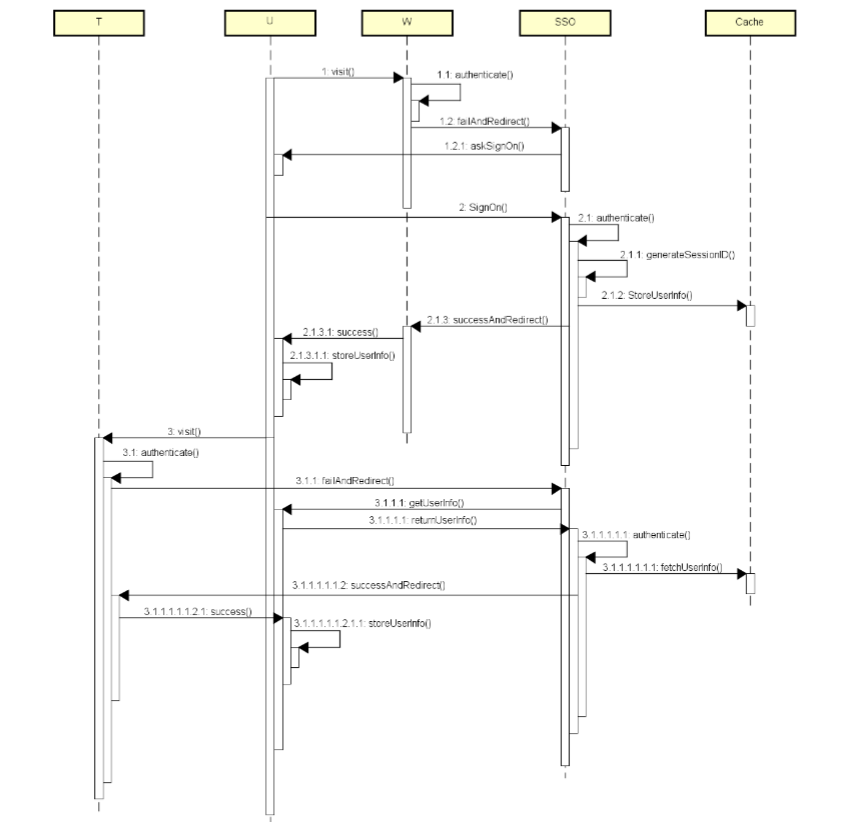 T U W SSO Cache
1: visit()
1.1: authenticate()
1.2: failAndRedirect()
1.2.1: askSignOn()
2: SignOn()
2.1: authenticate()
2.1.1: generateSessionID()
2.1.2: StoreUserInfo()
2.1.3: successAndRedirect()
2.1.3.1: success()
2.1.3.1.1: storeUserInfo()
3: visit()
3.1: authenticate()
3.1.1: failAndRedirect()
3.1.1.1: getUserInfo()
3.1.1.1.1: returnUserInfo()
3.1.1.1.1.1: authenticate()
3.1.1.1.1.1.1: fetchUserInfo()
3.1.1.1.1.1.2: successAndRedirect()
3.1.1.1.1.1.2.1: success()
3.1.1.1.1.1.2.1.1: storeUserInfo()